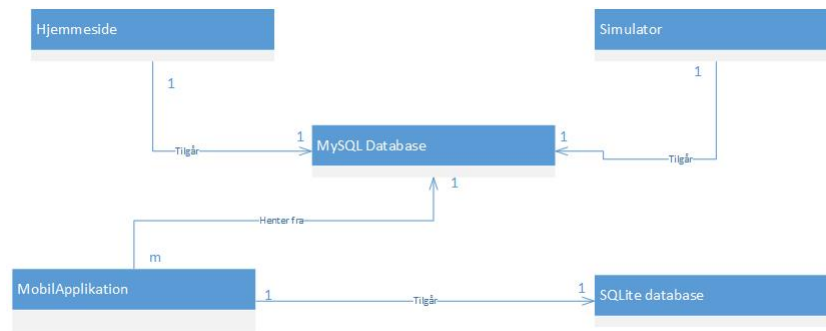 Hjemmeside
Simulator
1
1
1
MySQL Database
1
Tilgår
Tilgår
1
Henter fra
m
MobilApplikation
1
Tilgår
1
SQLite database